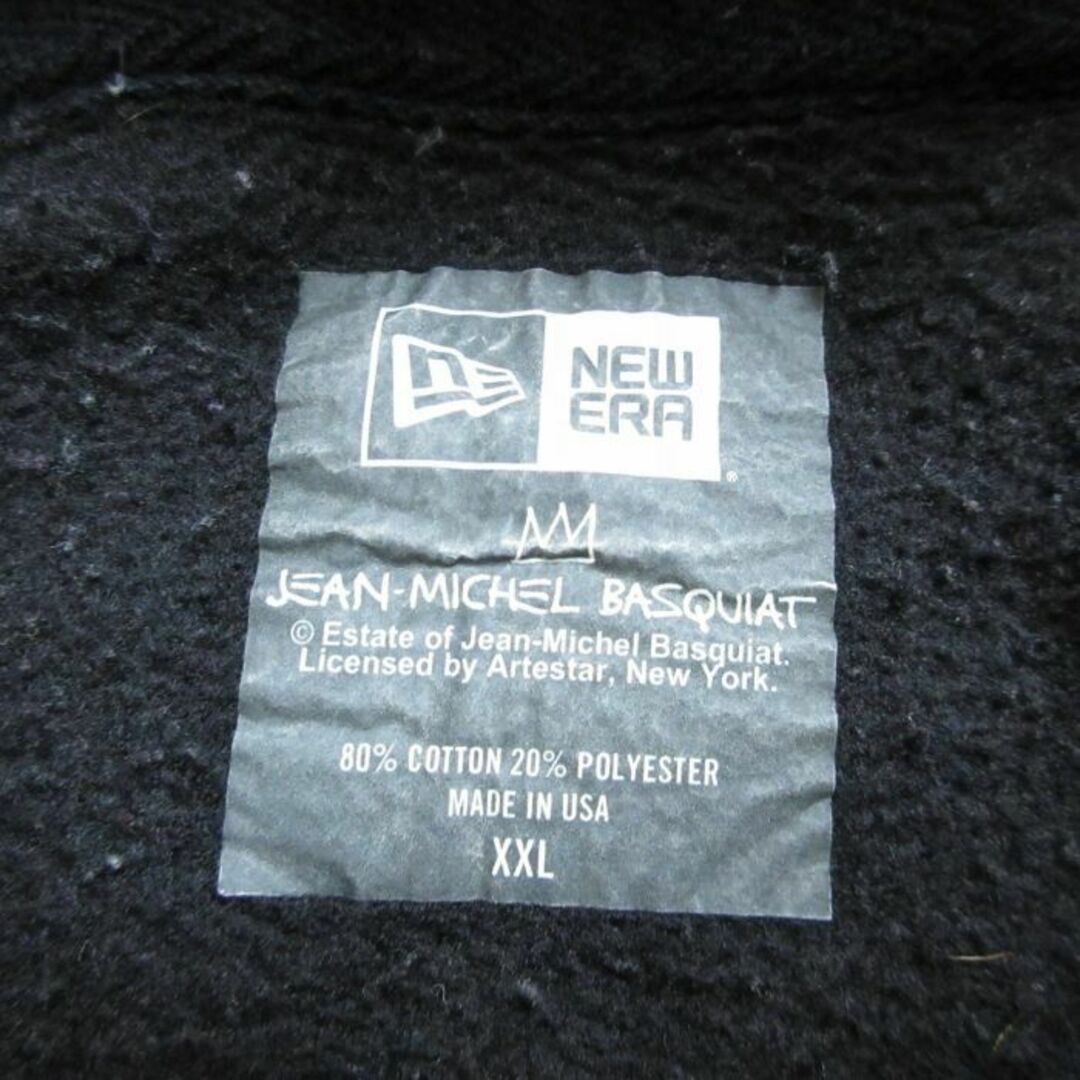 NEW
ERA
®
JEAN-MICHEL BASQUIAT
© Estate of Jean-Michel Basquiat.
Licensed by Artestar, New York.
80% COTTON 20% POLYESTER
MADE IN USA
XXL